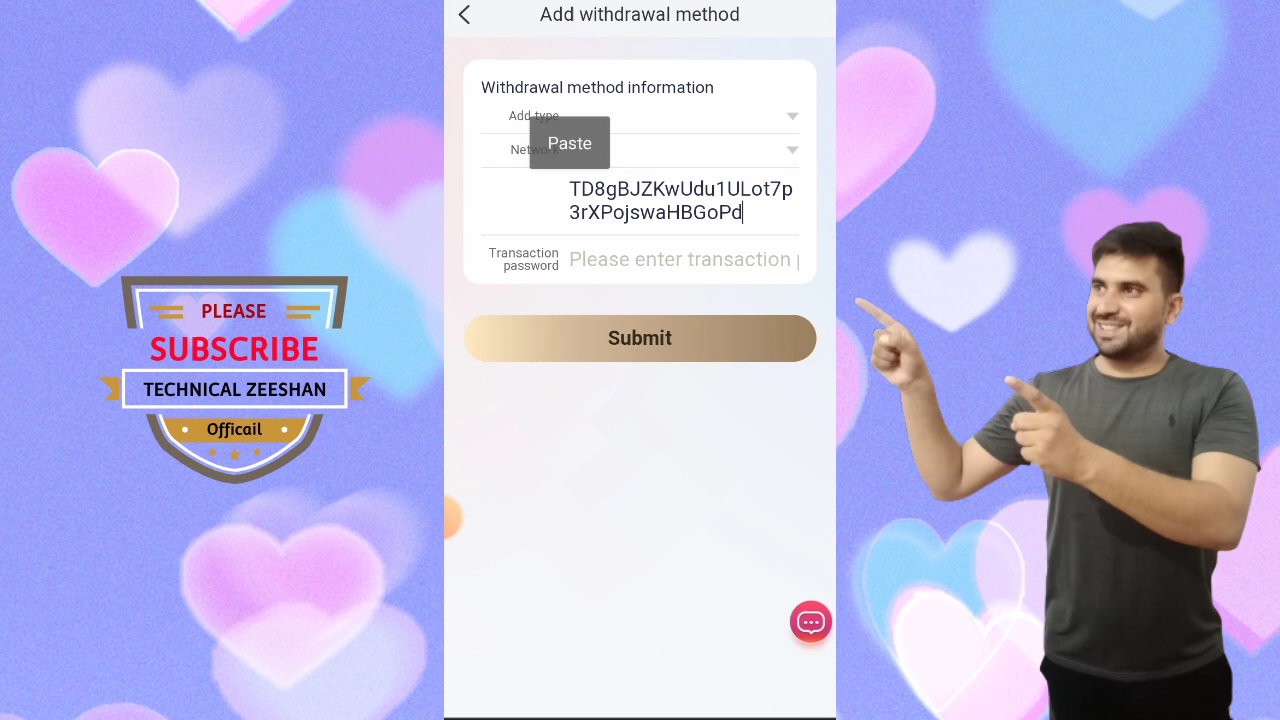 Add withdrawal method
Withdrawal method information
Add type
Network
Paste
TD8gBJZKwUdu1ULot7p
3rXPojswaHBGoPd
Transaction
password
Please enter transaction
Submit
PLEASE
SUBSCRIBE
TECHNICAL ZEESHAN
Officail